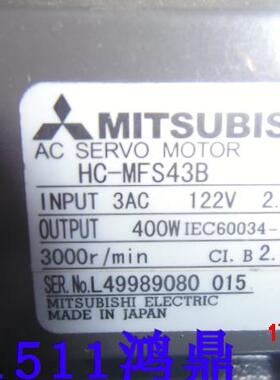 MITSUBIS
AC SERVO MOTOR
HC-MFS43B
INPUT 3AC 122V 2.
OUTPUT 400W IEC60034-
3000r/min CI. B 2.
SER.No.L49989080 015
MITSUBISHI ELECTRIC
MADE IN JAPAN
1511鸿鼎